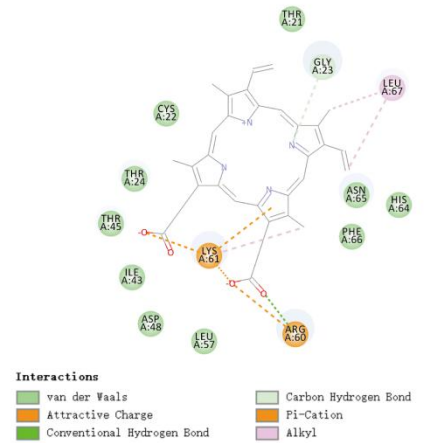 THR
A:21
GLY
A:23
LEU
A:67
CYS
A:22
N
N
N
N
THR
A:24
ASN
A:65
HIS
A:64
THR
A:45
PHE
A:66
-O
O
LYS
A:61
ILE
A:43
-O
O
ASP
A:48
LEU
A:57
ARG
A:60
Interactions
van der Waals
Attractive Charge
Conventional Hydrogen Bond
Carbon Hydrogen Bond
Pi-Cation
Alkyl